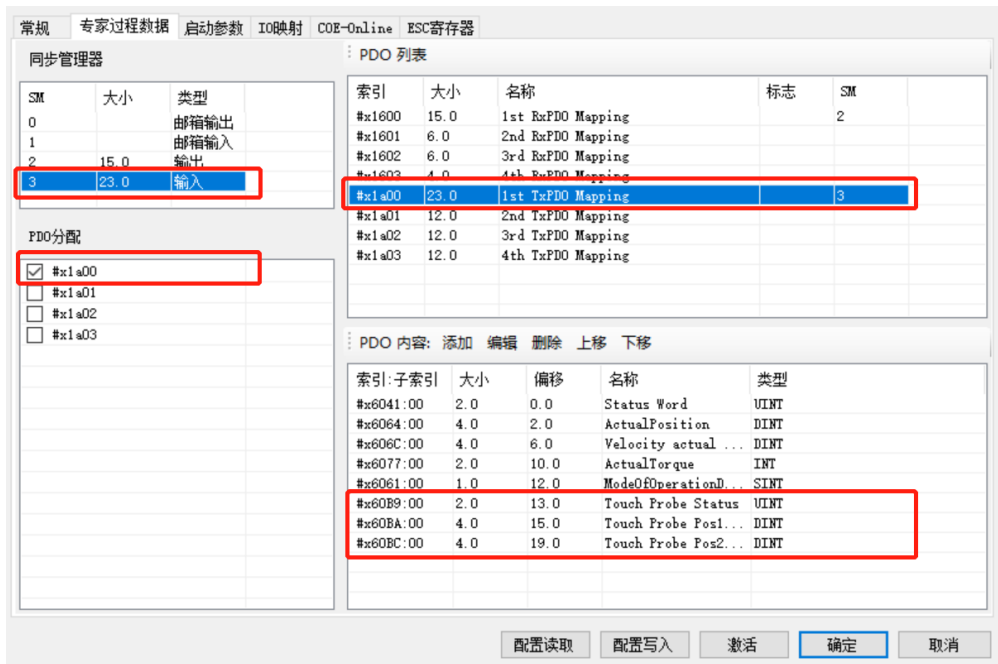 常规 专家过程数据 启动参数 IO映射 COE-Online ESC寄存器
同步管理器
SM 大小 类型
0 邮箱输出
1 邮箱输入
2 15.0 输出
3 23.0 输入
PDO分配
#x1a00
#x1a01
#x1a02
#x1a03
PDO 列表
索引 大小 名称 标志 SM
#x1600 15.0 1st RxPDO Mapping 2
#x1601 6.0 2nd RxPDO Mapping
#x1602 6.0 3rd RxPDO Mapping
#x1603 4.0 4th RxPDO Mapping
#x1a00 23.0 1st TxPDO Mapping 3
#x1a01 12.0 2nd TxPDO Mapping
#x1a02 12.0 3rd TxPDO Mapping
#x1a03 12.0 4th TxPDO Mapping
PDO 内容: 添加 编辑 删除 上移 下移
索引:子索引 大小 偏移 名称 类型
#x6041:00 2.0 0.0 Status Word UINT
#x6064:00 4.0 2.0 ActualPosition DINT
#x606C:00 4.0 6.0 Velocity actual ... DINT
#x6077:00 2.0 10.0 ActualTorque INT
#x6061:00 1.0 12.0 ModeOfOperationD... SINT
#x60B9:00 2.0 13.0 Touch Probe Status UINT
#x60BA:00 4.0 15.0 Touch Probe Pos1... DINT
#x60BC:00 4.0 19.0 Touch Probe Pos2... DINT
配置读取 配置写入 激活 确定 取消